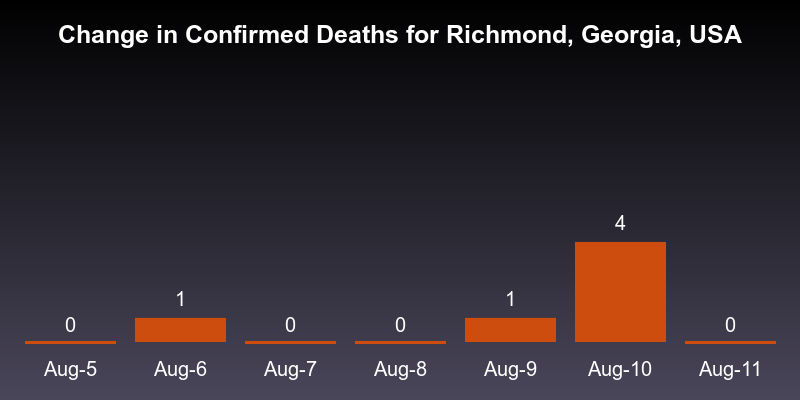 Change in Confirmed Deaths for Richmond, Georgia, USA
4
1
1
0
0
0
0
Aug-5
Aug-6
Aug-7
Aug-8
Aug-9
Aug-10
Aug-11